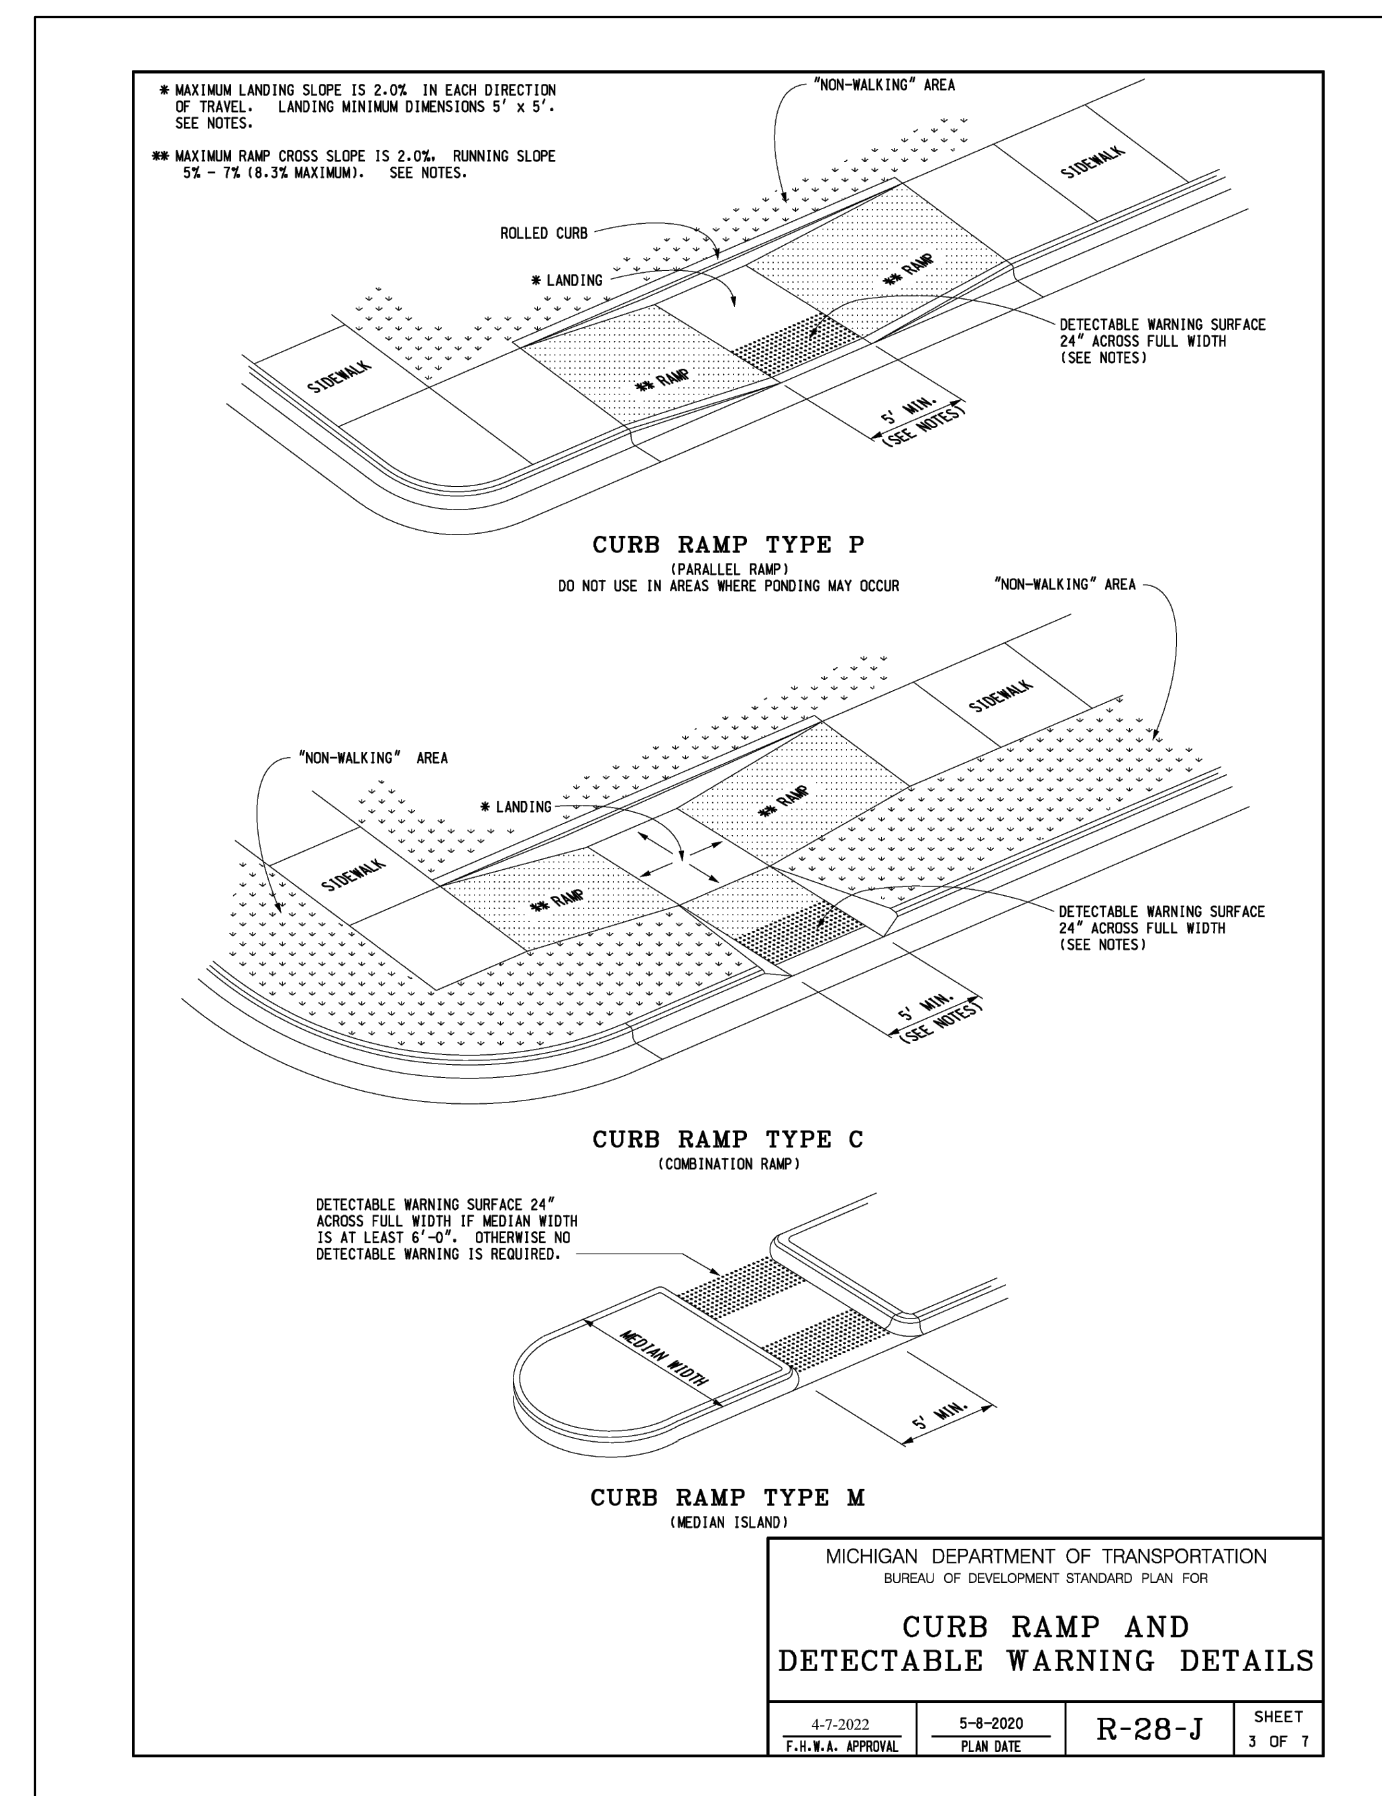 * MAXIMUM LANDING SLOPE IS 2.0% IN EACH DIRECTION
OF TRAVEL. LANDING MINIMUM DIMENSIONS 5' x 5'.
SEE NOTES.
** MAXIMUM RAMP CROSS SLOPE IS 2.0%. RUNNING SLOPE
5% - 7% (8.3% MAXIMUM). SEE NOTES.
"NON-WALKING" AREA
SIDEWALK
ROLLED CURB
** RAMP
* LANDING
DETECTABLE WARNING SURFACE
24" ACROSS FULL WIDTH
(SEE NOTES)
SIDEWALK
** RAMP
5' MIN.
(SEE NOTES)
CURB RAMP TYPE P
(PARALLEL RAMP)
DO NOT USE IN AREAS WHERE PONDING MAY OCCUR
"NON-WALKING" AREA
SIDEWALK
"NON-WALKING" AREA
* LANDING
** RAMP
SIDEWALK
** RAMP
DETECTABLE WARNING SURFACE
24" ACROSS FULL WIDTH
(SEE NOTES)
5' MIN.
(SEE NOTES)
CURB RAMP TYPE C
(COMBINATION RAMP)
DETECTABLE WARNING SURFACE 24"
ACROSS FULL WIDTH IF MEDIAN WIDTH
IS AT LEAST 6'-0". OTHERWISE NO
DETECTABLE WARNING IS REQUIRED.
MEDIAN WIDTH
5' MIN.
CURB RAMP TYPE M
(MEDIAN ISLAND)
MICHIGAN DEPARTMENT OF TRANSPORTATION
BUREAU OF DEVELOPMENT STANDARD PLAN FOR
CURB RAMP AND
DETECTABLE WARNING DETAILS
4-7-2022
F.H.W.A. APPROVAL
5-8-2020
PLAN DATE
R-28-J
SHEET
3 OF 7